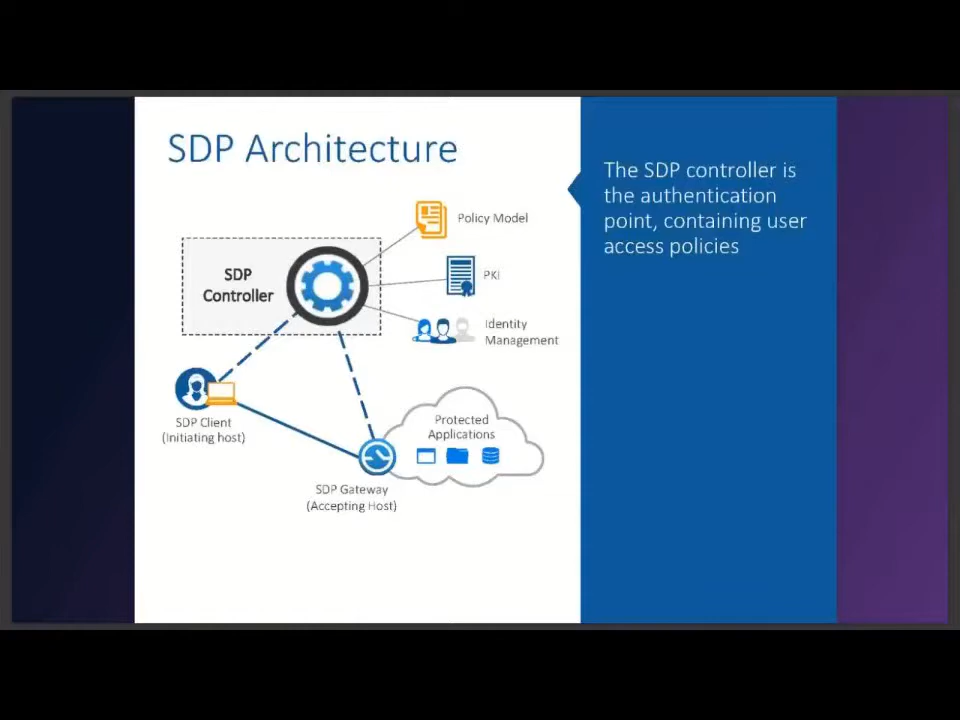 SDP Architecture
The SDP controller is
the authentication
point, containing user
access policies
Policy Model
SDP
Controller
PKI
Identity
Management
SDP Client
(Initiating host)
Protected
Applications
SDP Gateway
(Accepting Host)